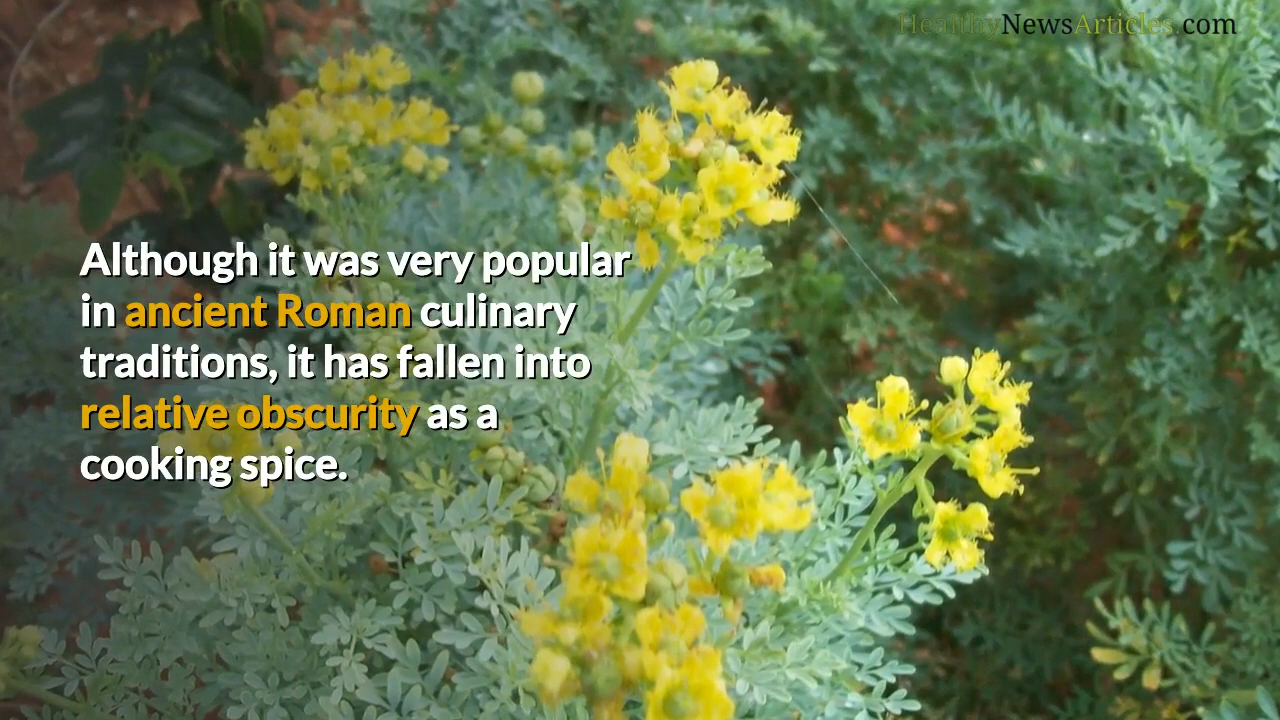 HealthyNewsArticles.com
Although it was very popular
in ancient Roman culinary
traditions, it has fallen into
relative obscurity as a
cooking spice.